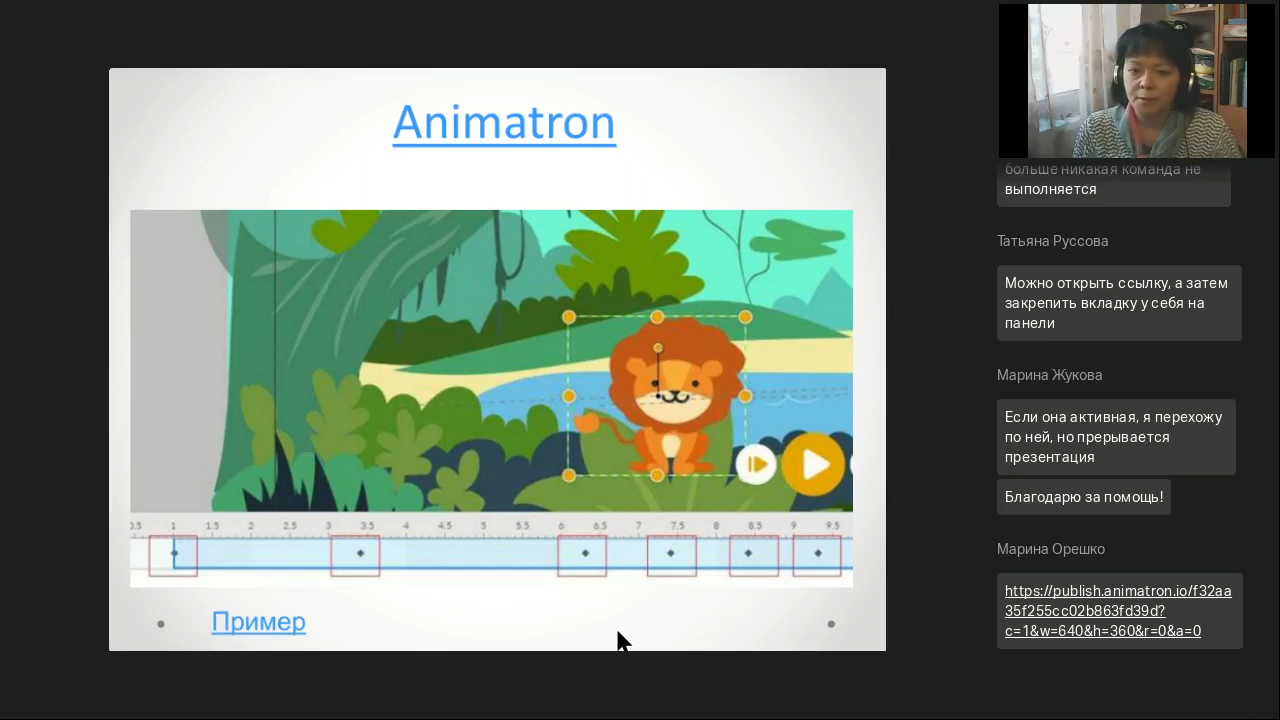 Animatron
0.5 1 1.5 2 2.5 3 3.5 4 4.5 5 5.5 6 6.5 7 7.5 8 8.5 9 9.5
Пример
больше никакая команда не
выполняется
Татьяна Руссова
Можно открыть ссылку, а затем
закрепить вкладку у себя на
панели
Марина Жукова
Если она активная, я перехожу
по ней, но прерывается
презентация
Благодарю за помощь!
Марина Орешко
https://publish.animatron.io/f32aa
35f255cc02b863fd39d?
c=1&w=640&h=360&r=0&a=0